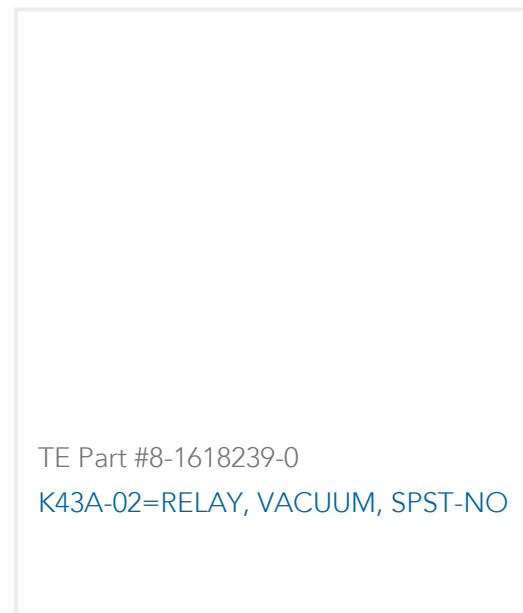 TE Part #8-1618239-0
K43A-02=RELAY, VACUUM, SPST-NO